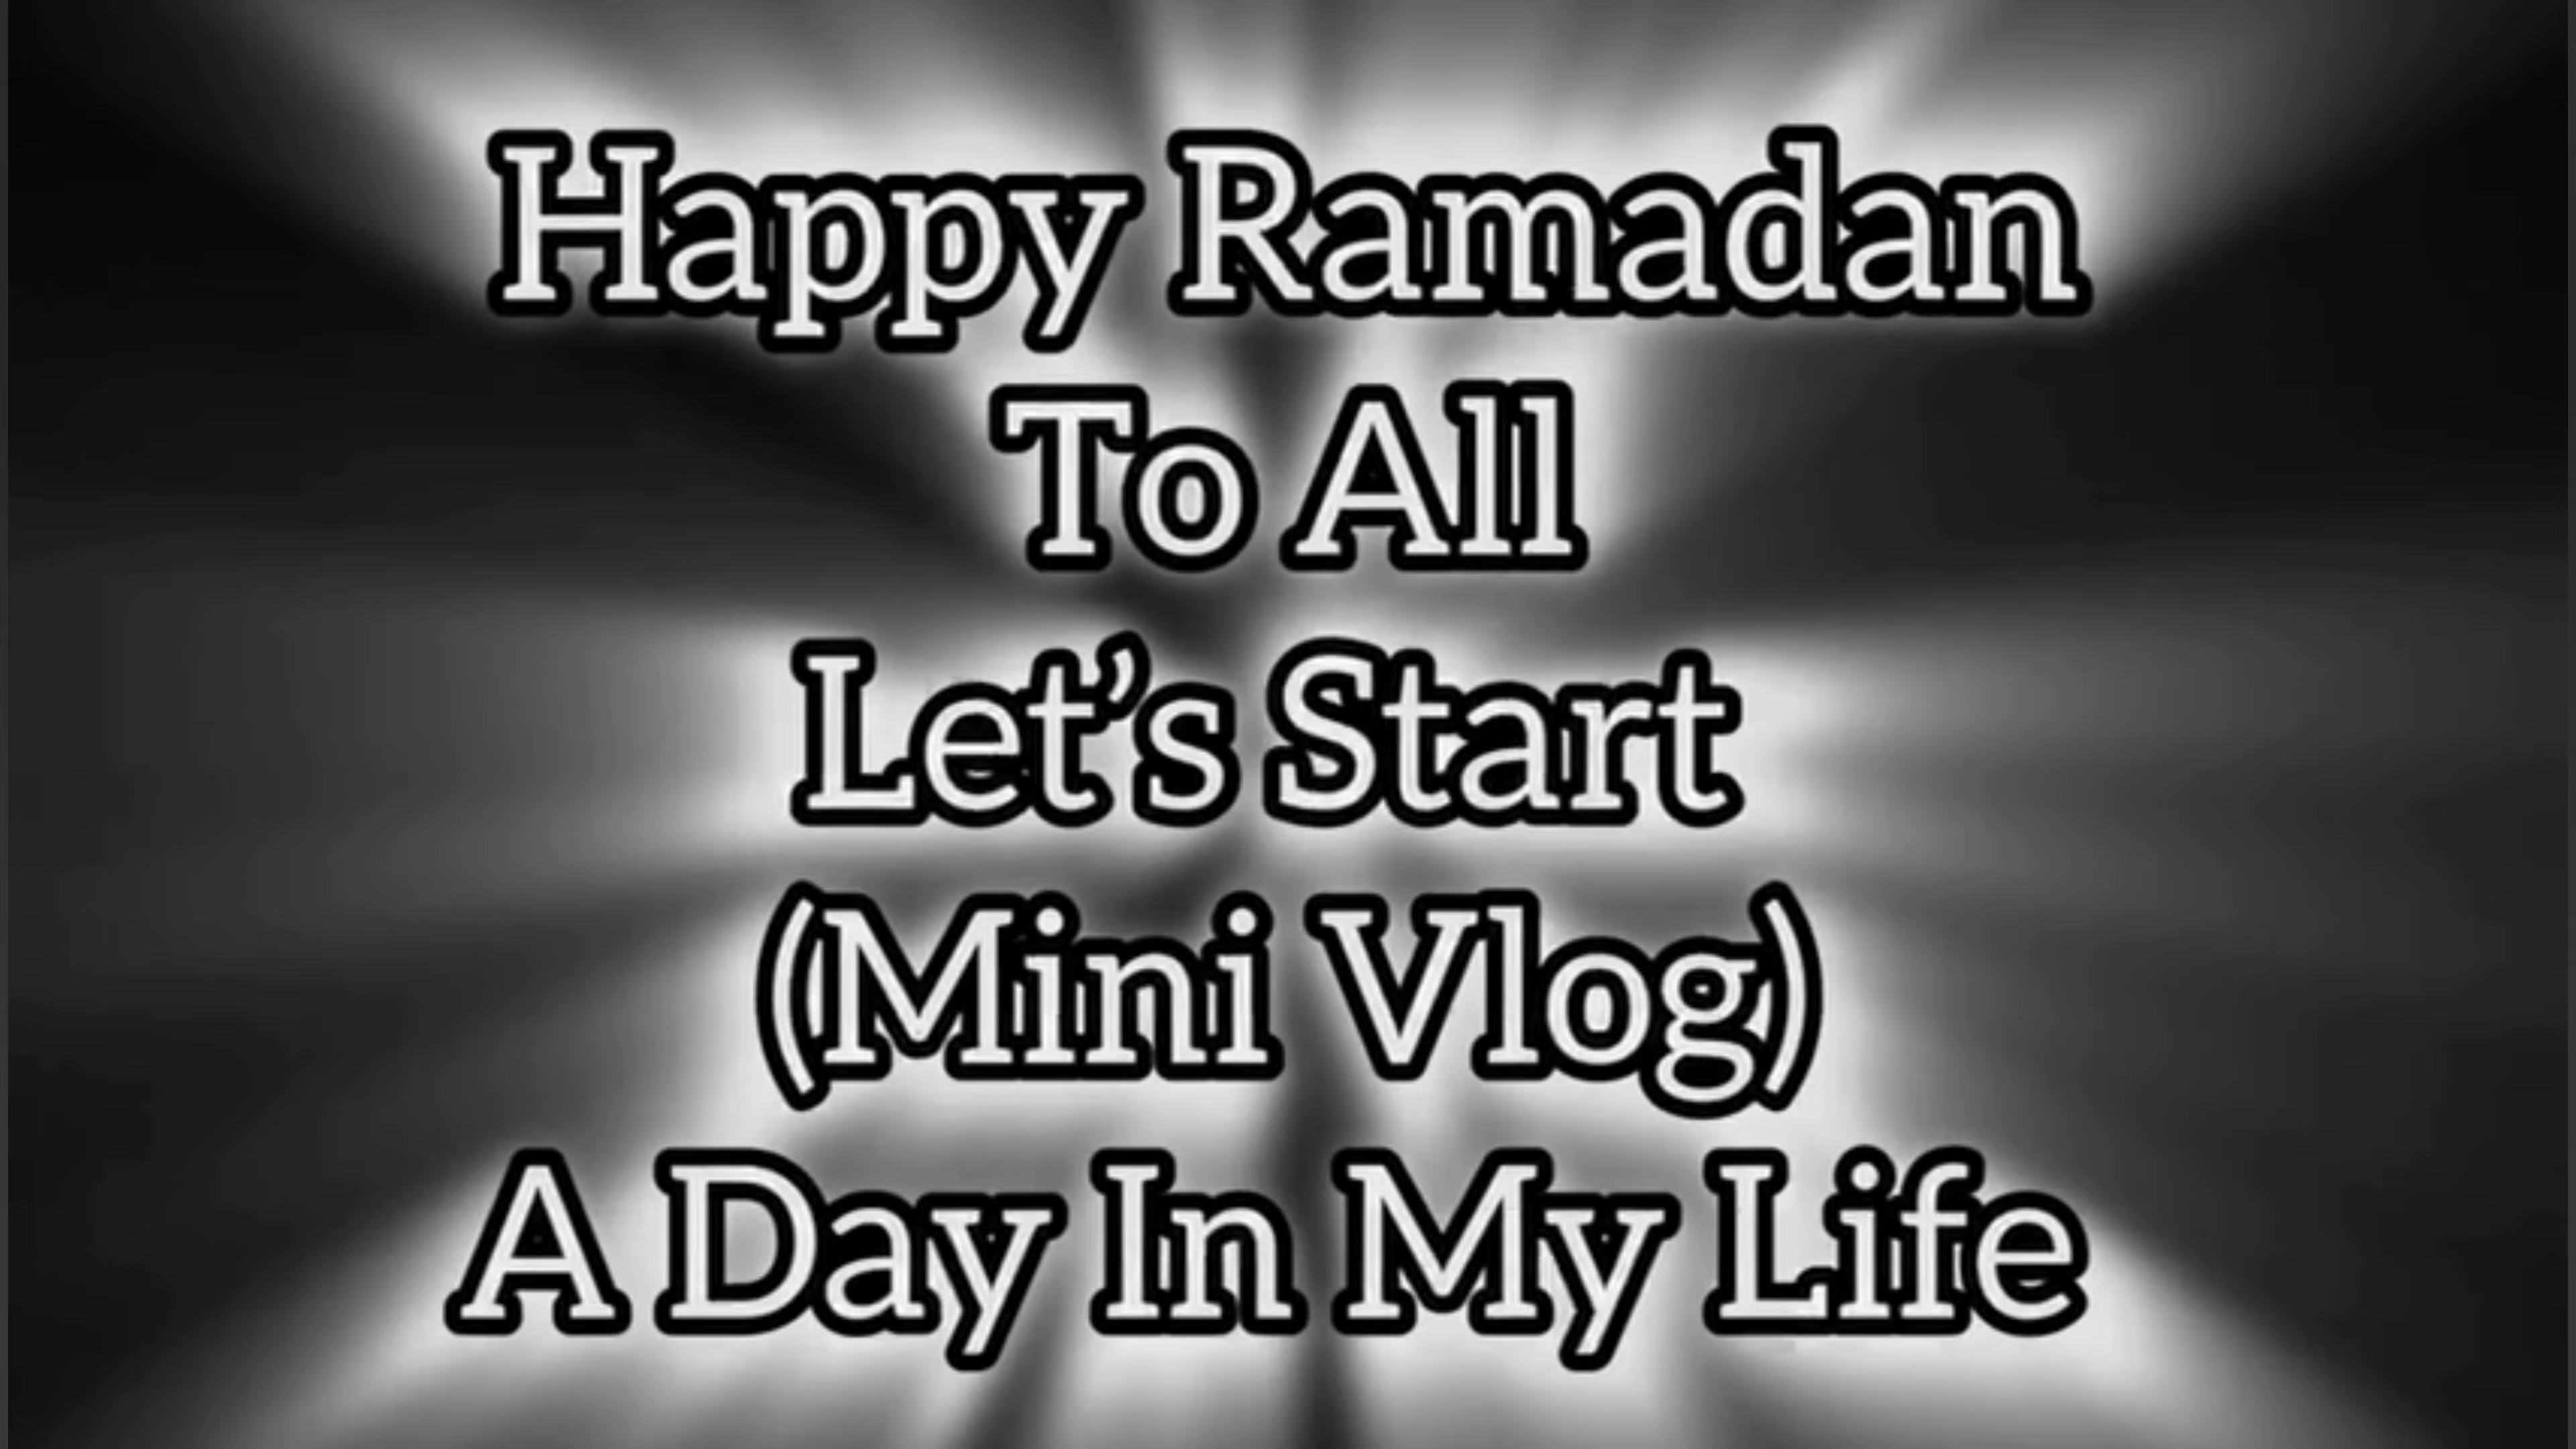 Happy Ramadan
To All
Let’s Start
(Mini Vlog)
A Day In My Life